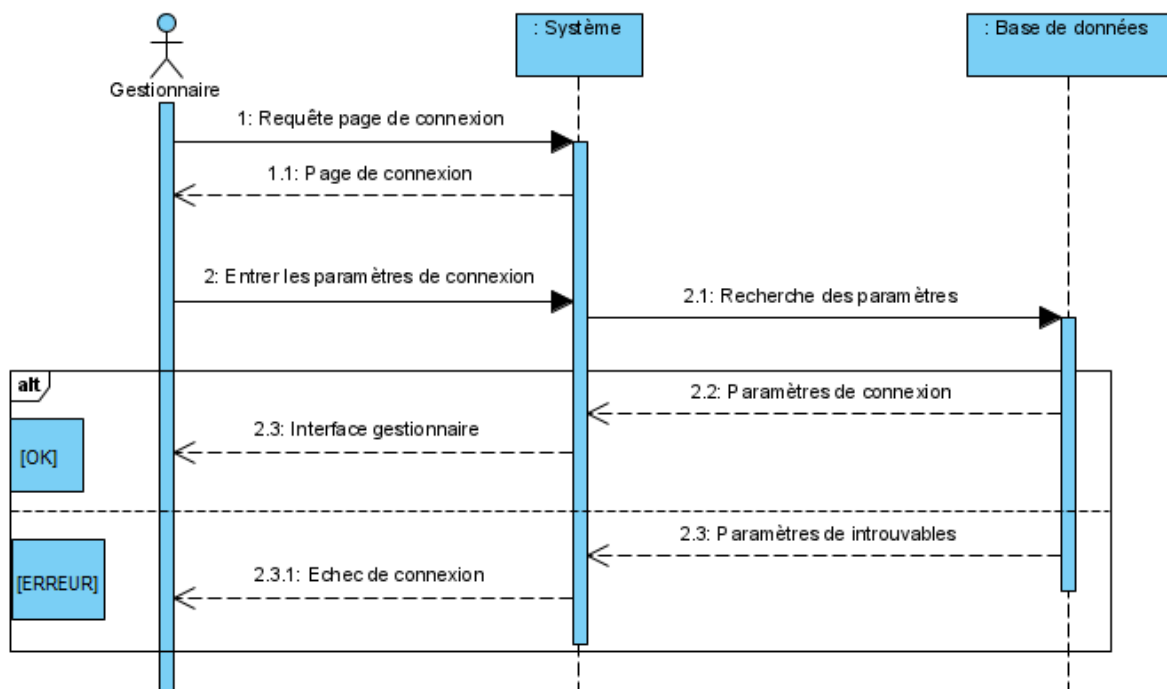 : Système
: Base de données
Gestionnaire
1: Requête page de connexion
1.1: Page de connexion
2: Entrer les paramètres de connexion
2.1: Recherche des paramètres
alt
2.2: Paramètres de connexion
2.3: Interface gestionnaire
[OK]
2.3: Paramètres de introuvables
[ERREUR]
2.3.1: Echec de connexion